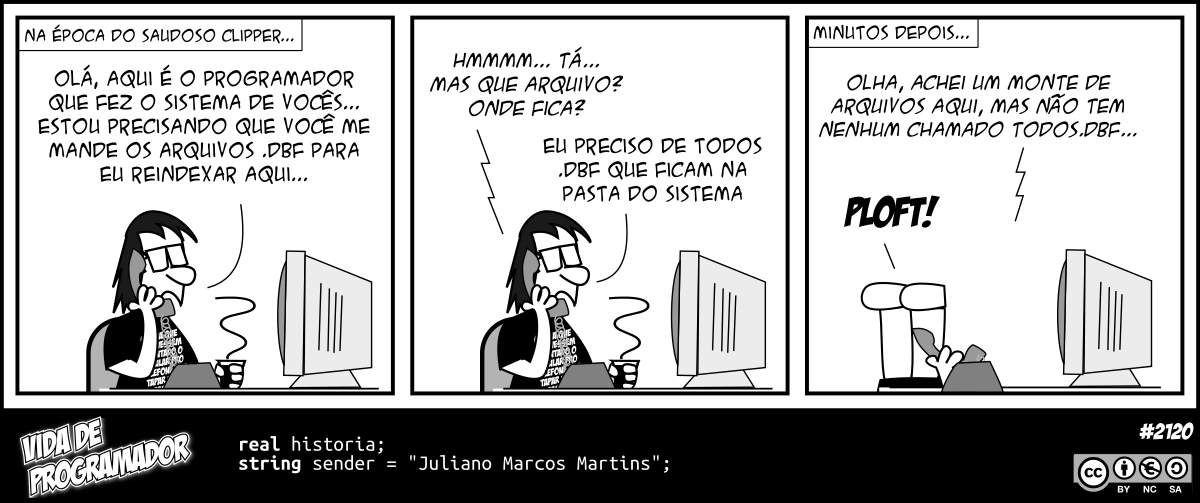 NA ÉPOCA DO SAUDOSO CLIPPER...
OLÁ, AQUI É O PROGRAMADOR
QUE FEZ O SISTEMA DE VOCÊS...
ESTOU PRECISANDO QUE VOCÊ ME
MANDE OS ARQUIVOS .DBF PARA
EU REINDEXAR AQUI...
HMMMM... TÁ...
MAS QUE ARQUIVO?
ONDE FICA?
EU PRECISO DE TODOS
.DBF QUE FICAM NA
PASTA DO SISTEMA
MINUTOS DEPOIS...
OLHA, ACHEI UM MONTE DE
ARQUIVOS AQUI, MAS NÃO TEM
NENHUM CHAMADO TODOS.DBF...
PLOFT!
VIDA DE
PROGRAMADOR
real historia;
string sender = "Juliano Marcos Martins";
#2120
cc
BY NC SA